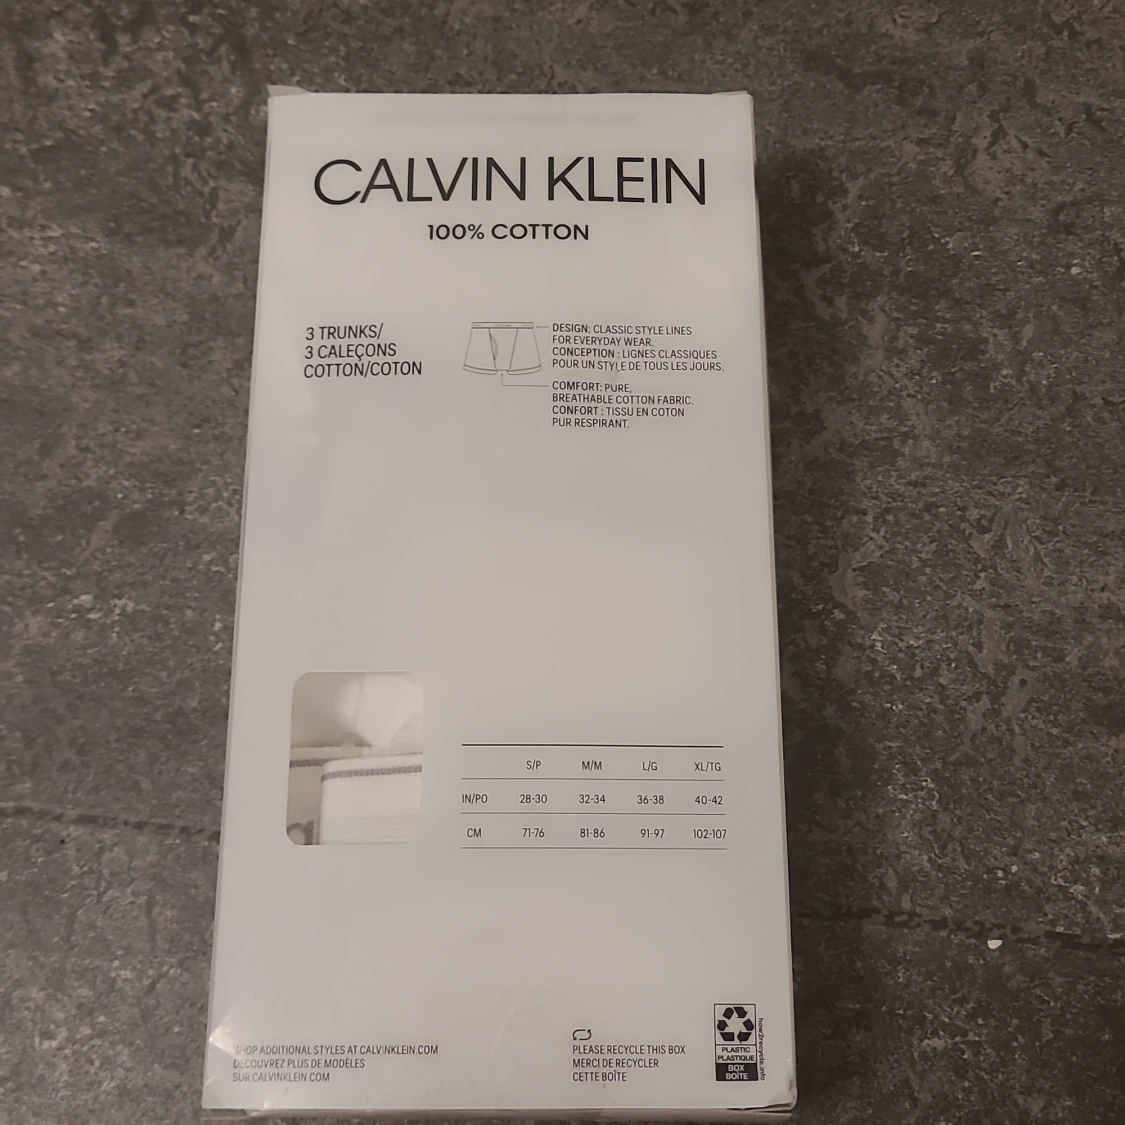 CALVIN KLEIN
100% COTTON
3 TRUNKS/
3 CALEÇONS
COTTON/COTON
DESIGN: CLASSIC STYLE LINES
FOR EVERYDAY WEAR.
CONCEPTION : LIGNES CLASSIQUES
POUR UN STYLE DE TOUS LES JOURS.
COMFORT: PURE,
BREATHABLE COTTON FABRIC.
CONFORT : TISSU EN COTON
PUR RESPIRANT.
S/P M/M L/G XL/TG
IN/PO 28-30 32-34 36-38 40-42
CM 71-76 81-86 91-97 102-107
SHOP ADDITIONAL STYLES AT CALVINKLEIN.COM
DÉCOUVREZ PLUS DE MODÈLES
SUR CALVINKLEIN.COM
PLEASE RECYCLE THIS BOX
MERCI DE RECYCLER
CETTE BOÎTE
PLASTIC
PLASTIQUE
BOX
BOÎTE
how2recycle.info